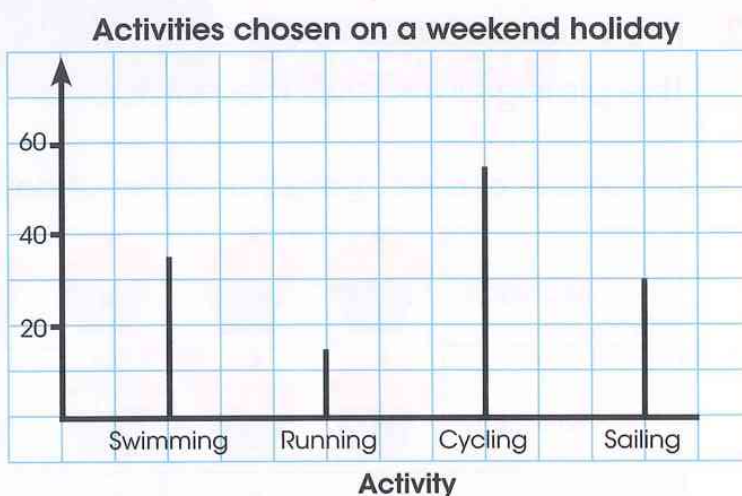 Activities chosen on a weekend holiday
60
40
20
Swimming Running Cycling Sailing
Activity